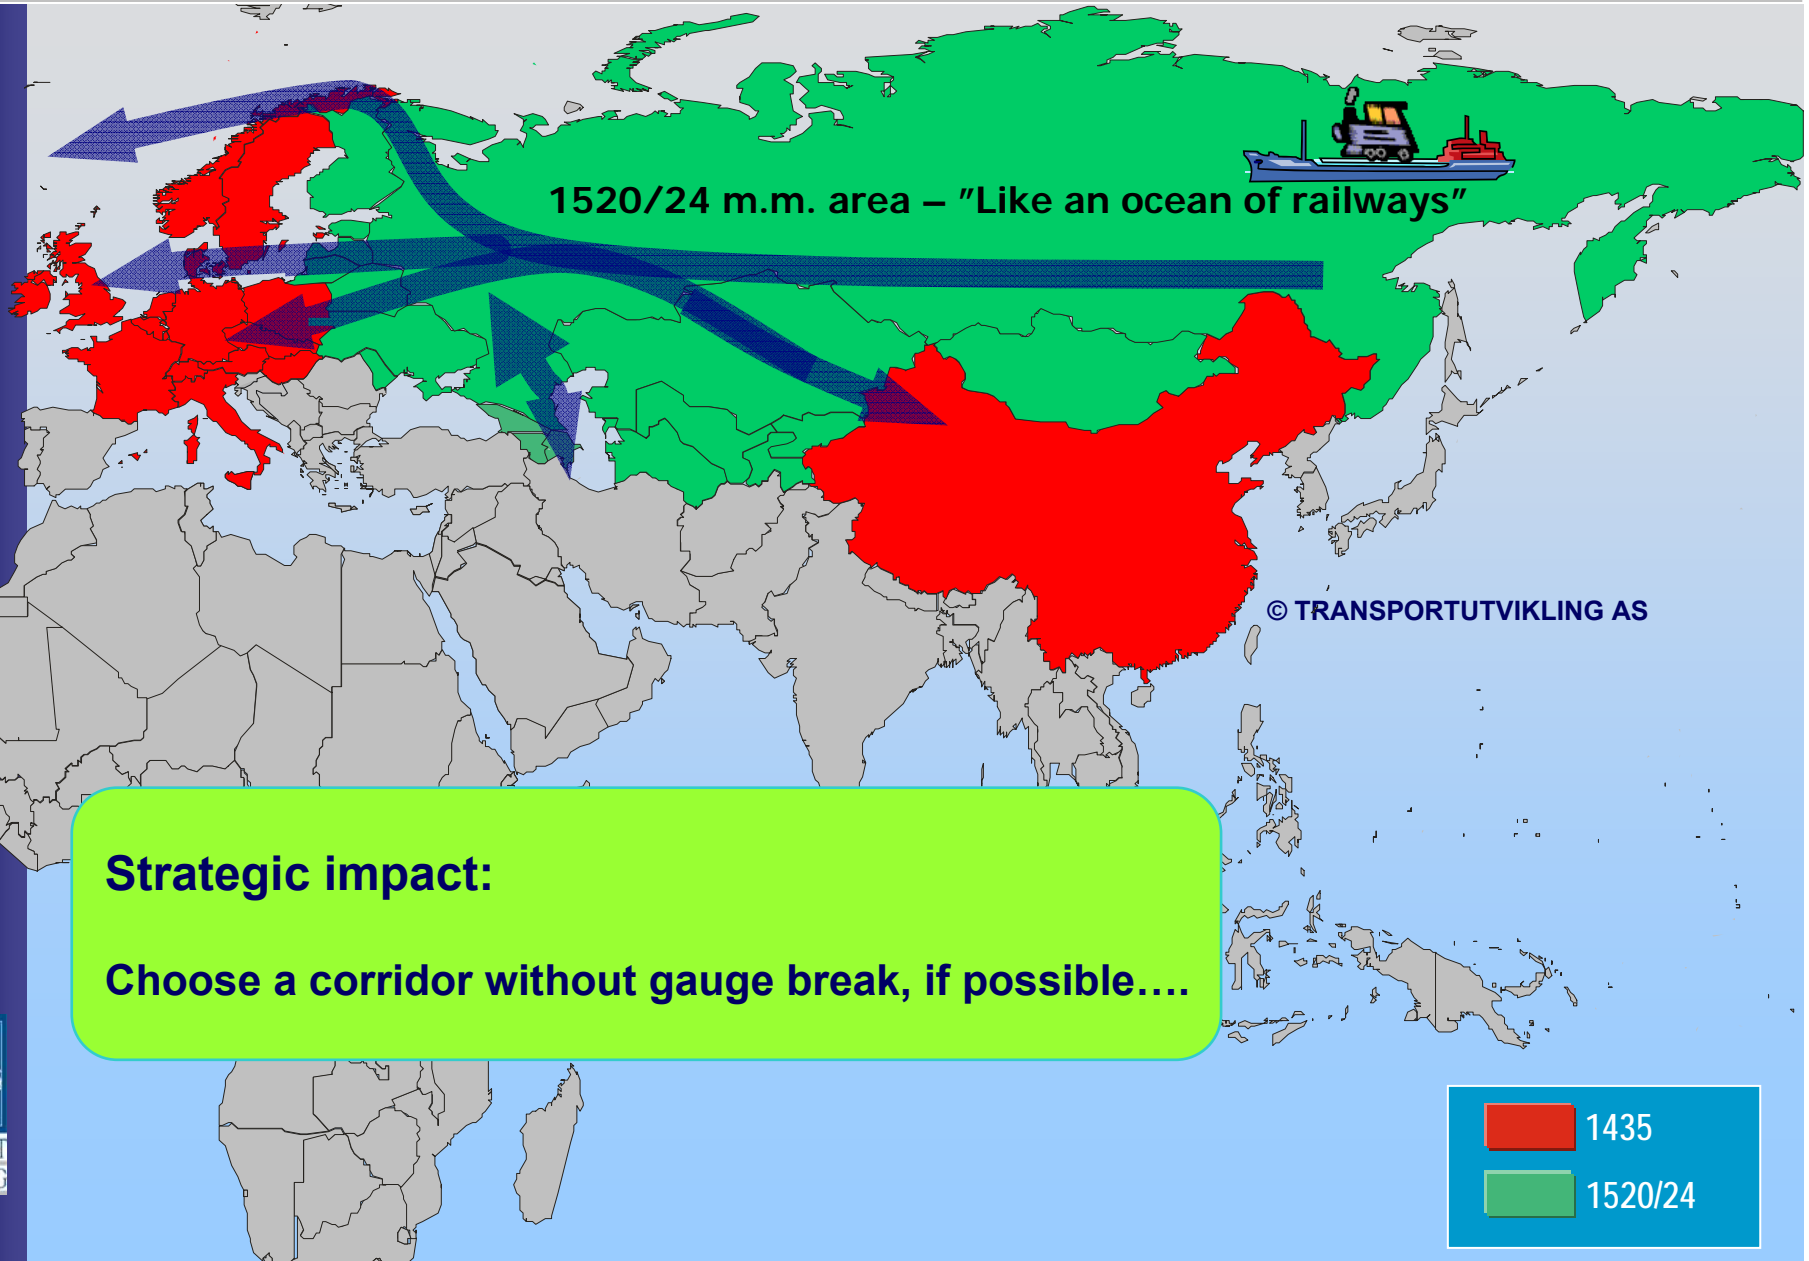 1520/24 m.m. area – ”Like an ocean of railways”
© TRANSPORTUTVIKLING AS
Strategic impact:
Choose a corridor without gauge break, if possible....
1435
1520/24